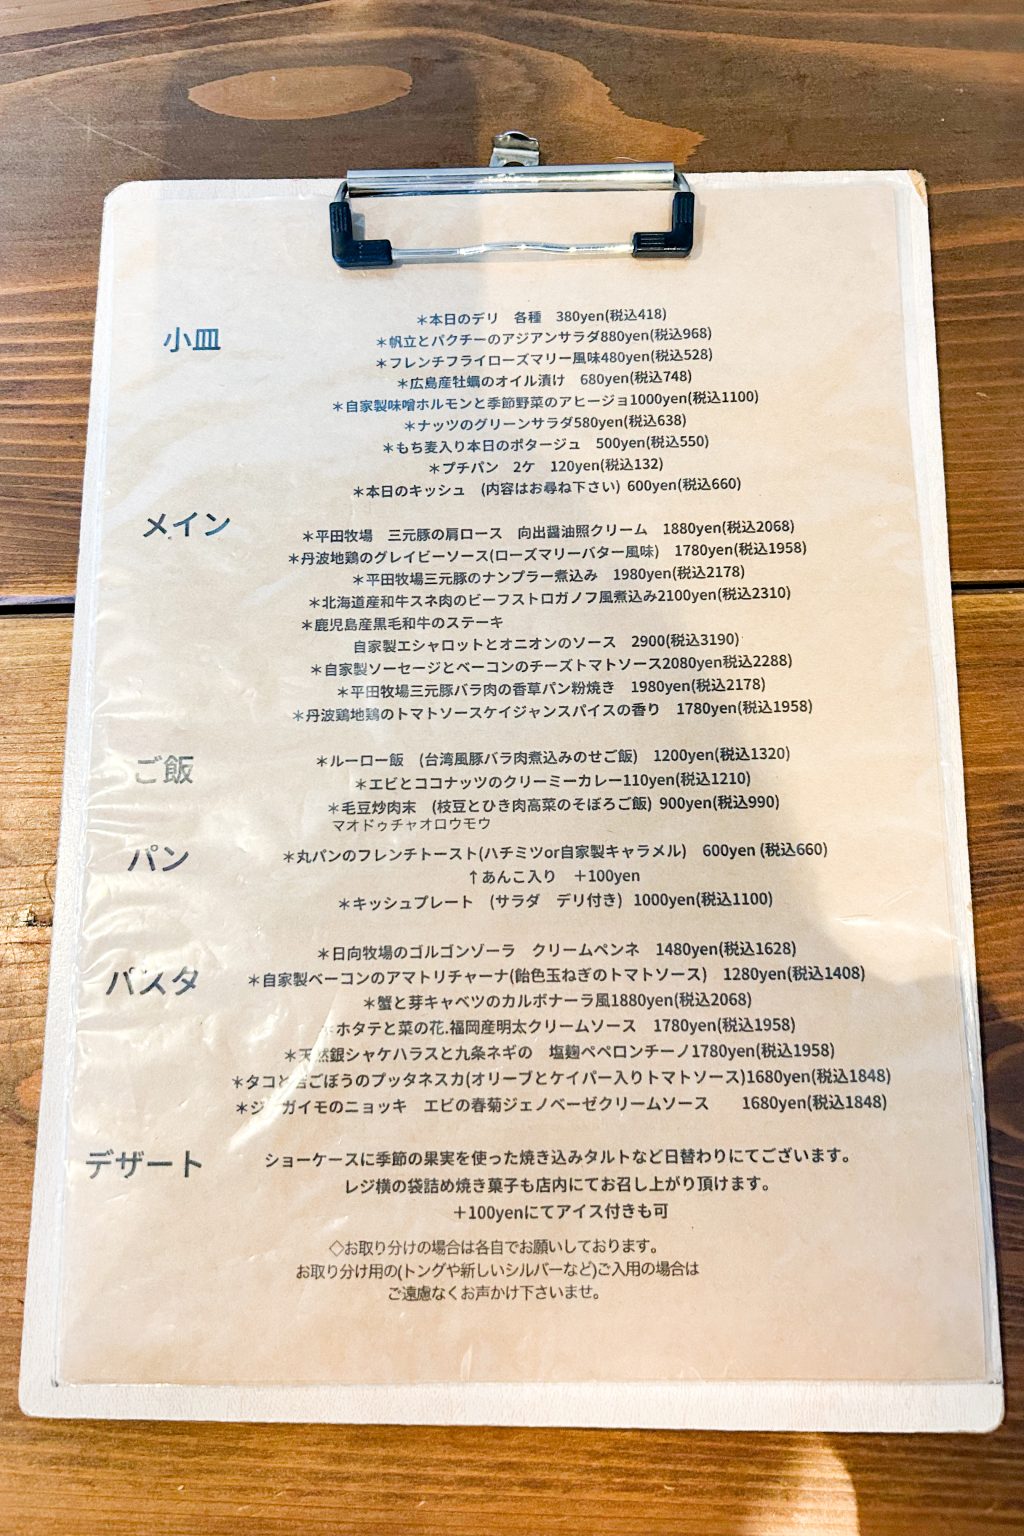 小皿
＊本日のデリ　各種　380yen(税込418)
＊帆立とパクチーのアジアンサラダ880yen(税込968)
＊フレンチフライローズマリー風味480yen(税込528)
＊広島産牡蠣のオイル漬け　680yen(税込748)
＊自家製味噌ホルモンと季節野菜のアヒージョ1000yen(税込1100)
＊ナッツのグリーンサラダ580yen(税込638)
＊もち麦入り本日のポタージュ　500yen(税込550)
＊プチパン　2ケ　120yen(税込132)
＊本日のキッシュ　(内容はお尋ね下さい) 600yen(税込660)
メイン
＊平田牧場　三元豚の肩ロース　向出醤油照クリーム　1880yen(税込2068)
＊丹波地鶏のグレイビーソース(ローズマリーバター風味)　1780yen(税込1958)
＊平田牧場三元豚のナンプラー煮込み　1980yen(税込2178)
＊北海道産和牛スネ肉のビーフストロガノフ風煮込み2100yen(税込2310)
＊鹿児島産黒毛和牛のステーキ
自家製エシャロットとオニオンのソース　2900(税込3190)
＊自家製ソーセージとベーコンのチーズトマトソース2080yen税込2288)
＊平田牧場三元豚バラ肉の香草パン粉焼き　1980yen(税込2178)
＊丹波鶏地鶏のトマトソースケイジャンスパイスの香り　1780yen(税込1958)
ご飯
＊ルーロー飯　(台湾風豚バラ肉煮込みのせご飯)　1200yen(税込1320)
＊エビとココナッツのクリーミーカレー110yen(税込1210)
＊毛豆炒肉末　(枝豆とひき肉高菜のそぼろご飯) 900yen(税込990)
マオドゥチャオロウモウ
パン
＊丸パンのフレンチトースト(ハチミツor自家製キャラメル)　600yen (税込660)
↑あんこ入り　＋100yen
＊キッシュプレート　(サラダ　デリ付き)　1000yen(税込1100)
パスタ
＊日向牧場のゴルゴンゾーラ　クリームペンネ　1480yen(税込1628)
＊自家製ベーコンのアマトリチャーナ(飴色玉ねぎのトマトソース)　1280yen(税込1408)
＊蟹と芽キャベツのカルボナーラ風1880yen(税込2068)
＊ホタテと菜の花.福岡産明太クリームソース　1780yen(税込1958)
＊天然銀シャケハラスと九条ネギの　塩麹ペペロンチーノ1780yen(税込1958)
＊タコと ごぼうのプッタネスカ(オリーブとケイパー入りトマトソース)1680yen(税込1848)
＊ジ ガイモのニョッキ　エビの春菊ジェノベーゼクリームソース　　1680yen(税込1848)
デザート
ショーケースに季節の果実を使った焼き込みタルトなど日替わりにてございます。
レジ横の袋詰め焼き菓子も店内にてお召し上がり頂けます。
＋100yenにてアイス付きも可
◇お取り分けの場合は各自でお願いしております。
お取り分け用の(トングや新しいシルバーなど)ご入用の場合は
ご遠慮なくお声かけ下さいませ。